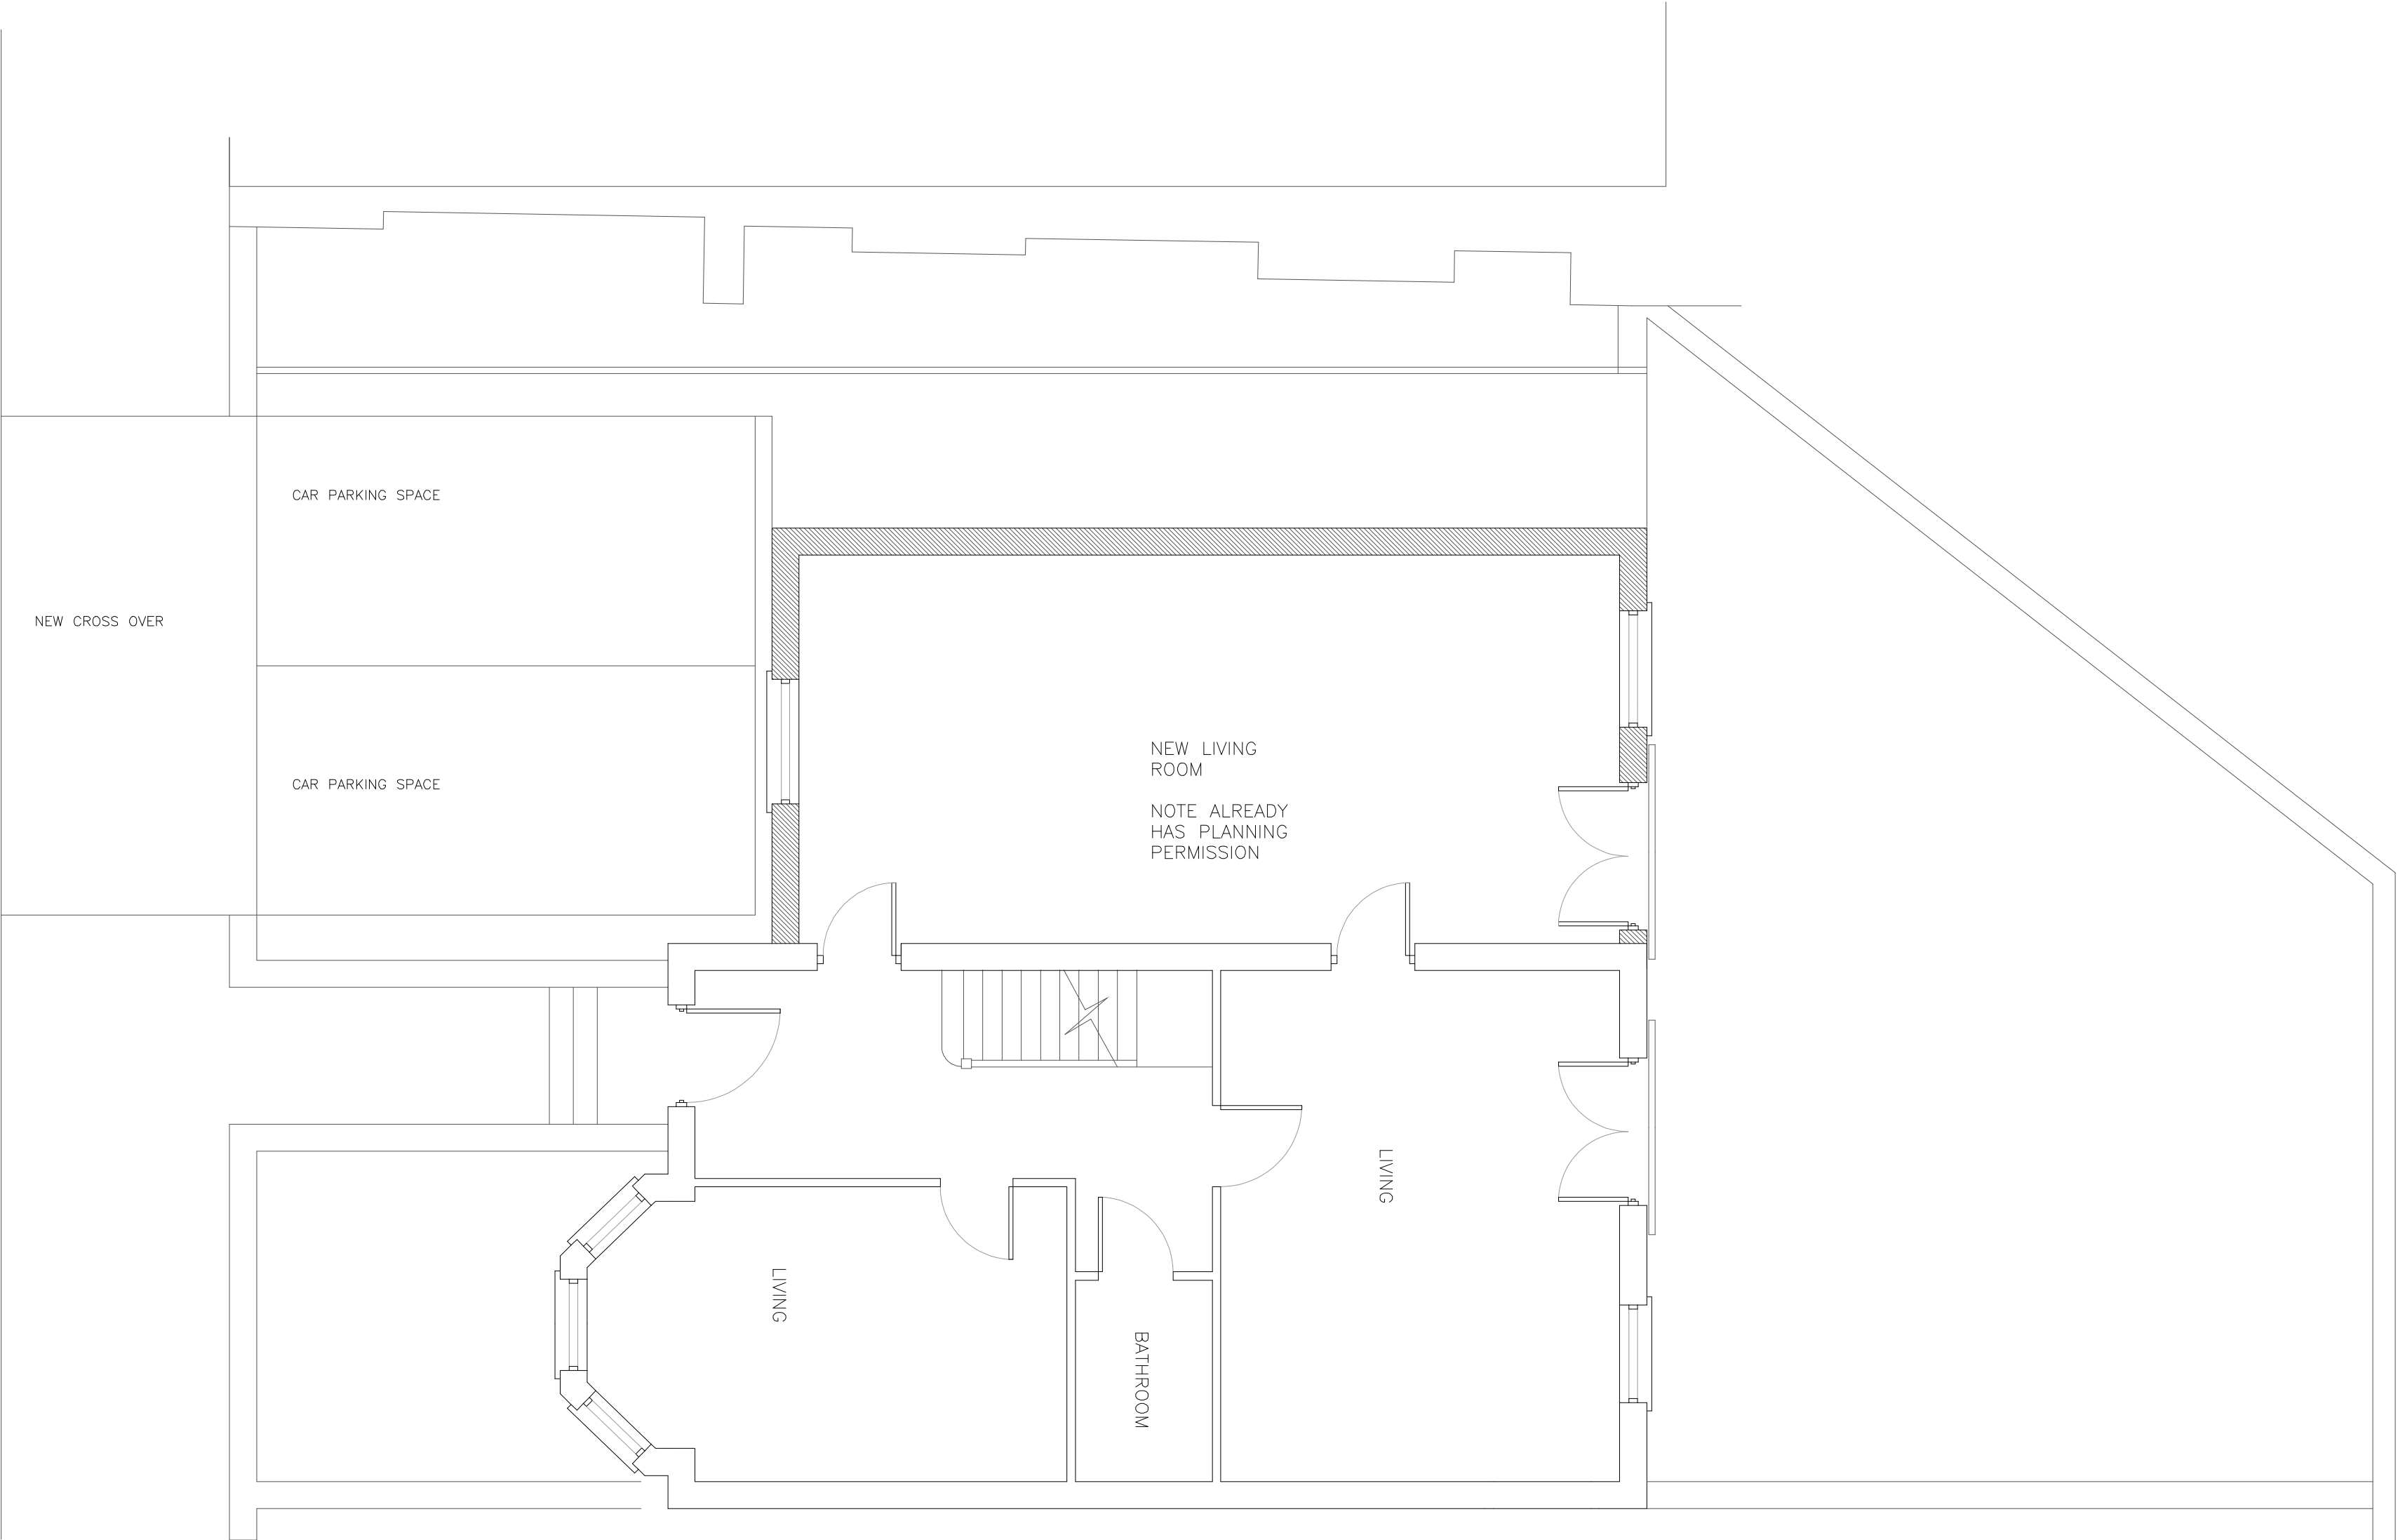 CAR PARKING SPACE
NEW CROSS OVER
CAR PARKING SPACE
NEW LIVING
ROOM
NOTE ALREADY
HAS PLANNING
PERMISSION
LIVING
LIVING
BATHROOM